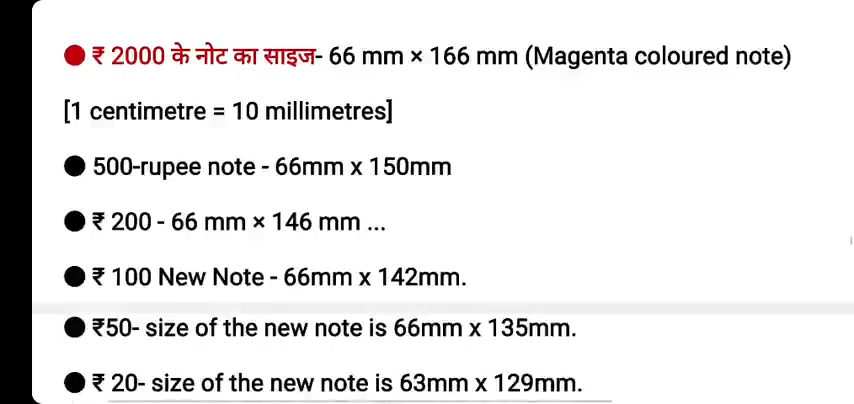 ● ₹ 2000 के नोट का साइज- 66 mm × 166 mm (Magenta coloured note)
[1 centimetre = 10 millimetres]
● 500-rupee note - 66mm x 150mm
● ₹ 200 - 66 mm × 146 mm ...
● ₹ 100 New Note - 66mm x 142mm.
● ₹50- size of the new note is 66mm x 135mm.
● ₹ 20- size of the new note is 63mm x 129mm.